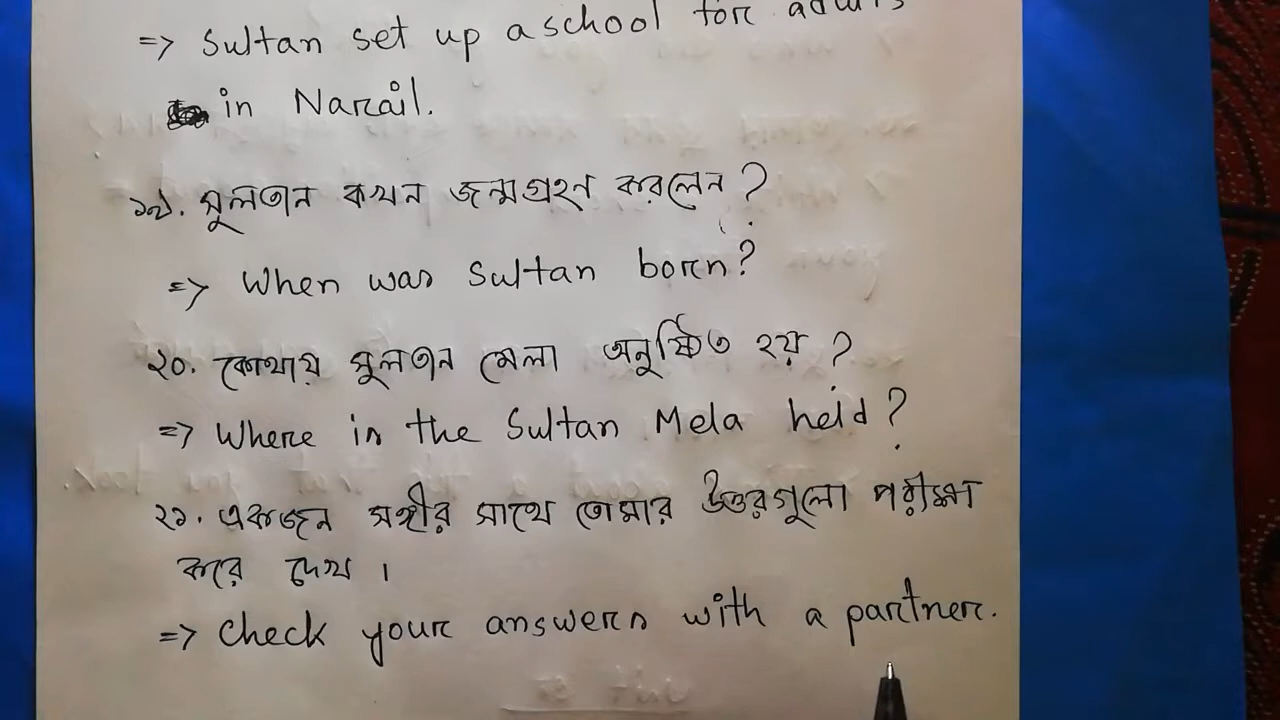 => Sultan set up a school for adults
in Narail.
১৯. সুলতান কখন জন্মগ্রহণ করলেন?
=> When was Sultan born?
২০. কোথায় সুলতান মেলা অনুষ্ঠিত হয়?
=> Where is the Sultan Mela held?
২১. একজন সঙ্গীর সাথে তোমার উত্তরগুলো পরীক্ষা
করে দেখ।
=> Check your answers with a partner.